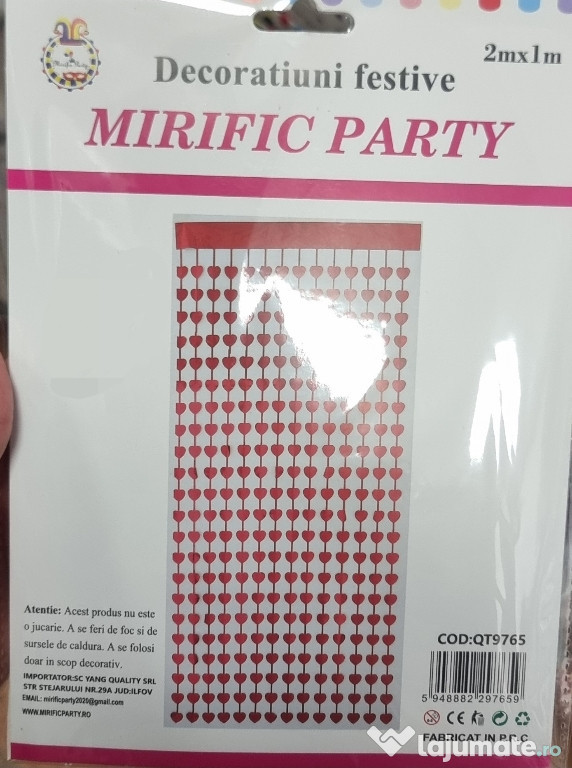 2mx1m
Decoratiuni festive
MIRIFIC PARTY
Atentie: Acest produs nu este
o jucarie. A se feri de foc si de
sursele de caldura. A se folosi
doar in scop decorativ.
IMPORTATOR:SC YANG QUALITY SRL
STR STEJARULUI NR.29A JUD:ILFOV
EMAIL: mirificparty2020@gmail.com
WWW.MIRIFICPARTY.RO
COD:QT9765
5 948882 297659
CE
FABRICAT IN P.R.C
lajumate.ro